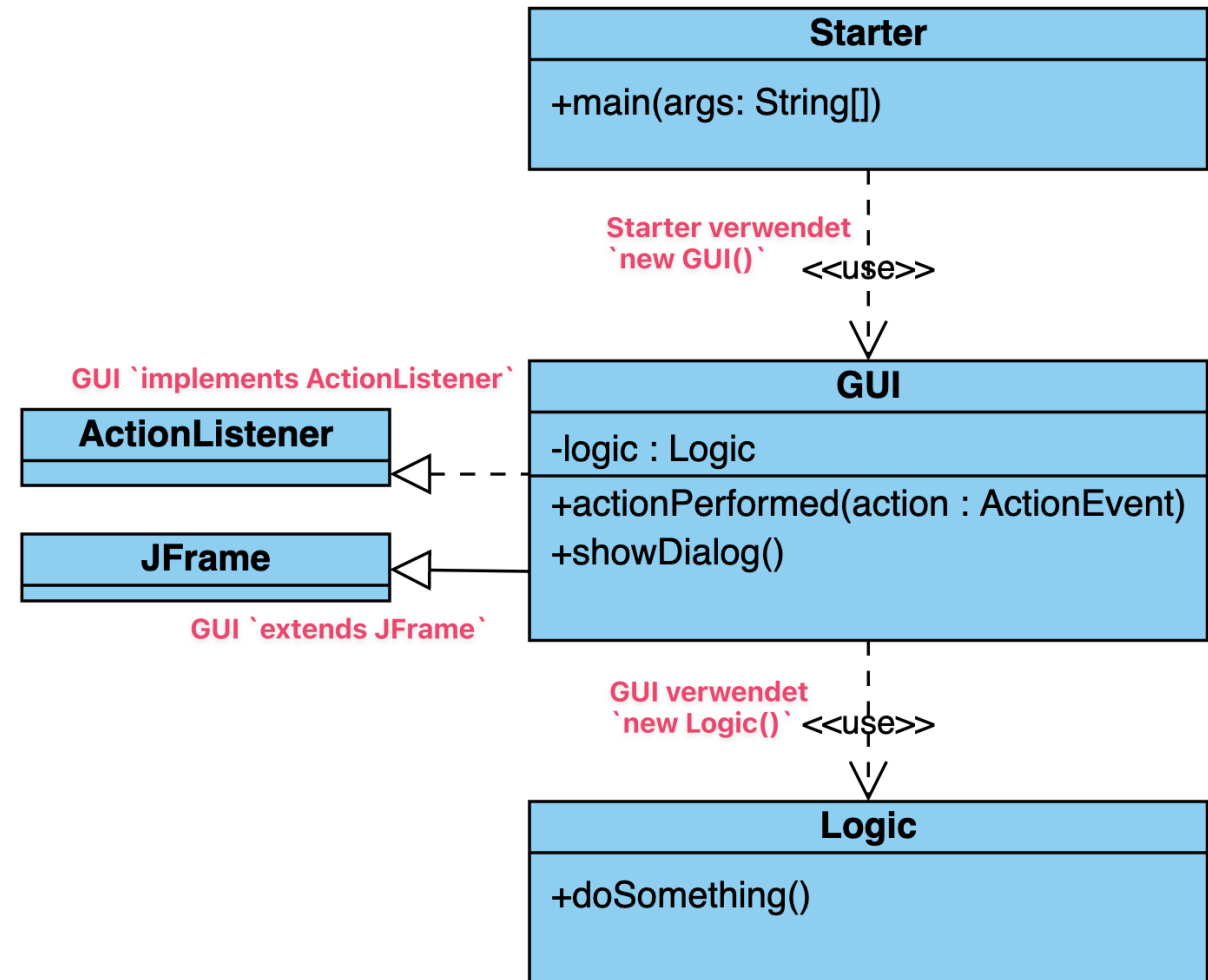 Starter
+main(args: String[])
Starter verwendet
`new GUI()`
<<use>>
GUI `implements ActionListener`
ActionListener
JFrame
GUI `extends JFrame`
GUI
-logic : Logic
+actionPerformed(action : ActionEvent)
+showDialog()
GUI verwendet
`new Logic()`
<<use>>
Logic
+doSomething()